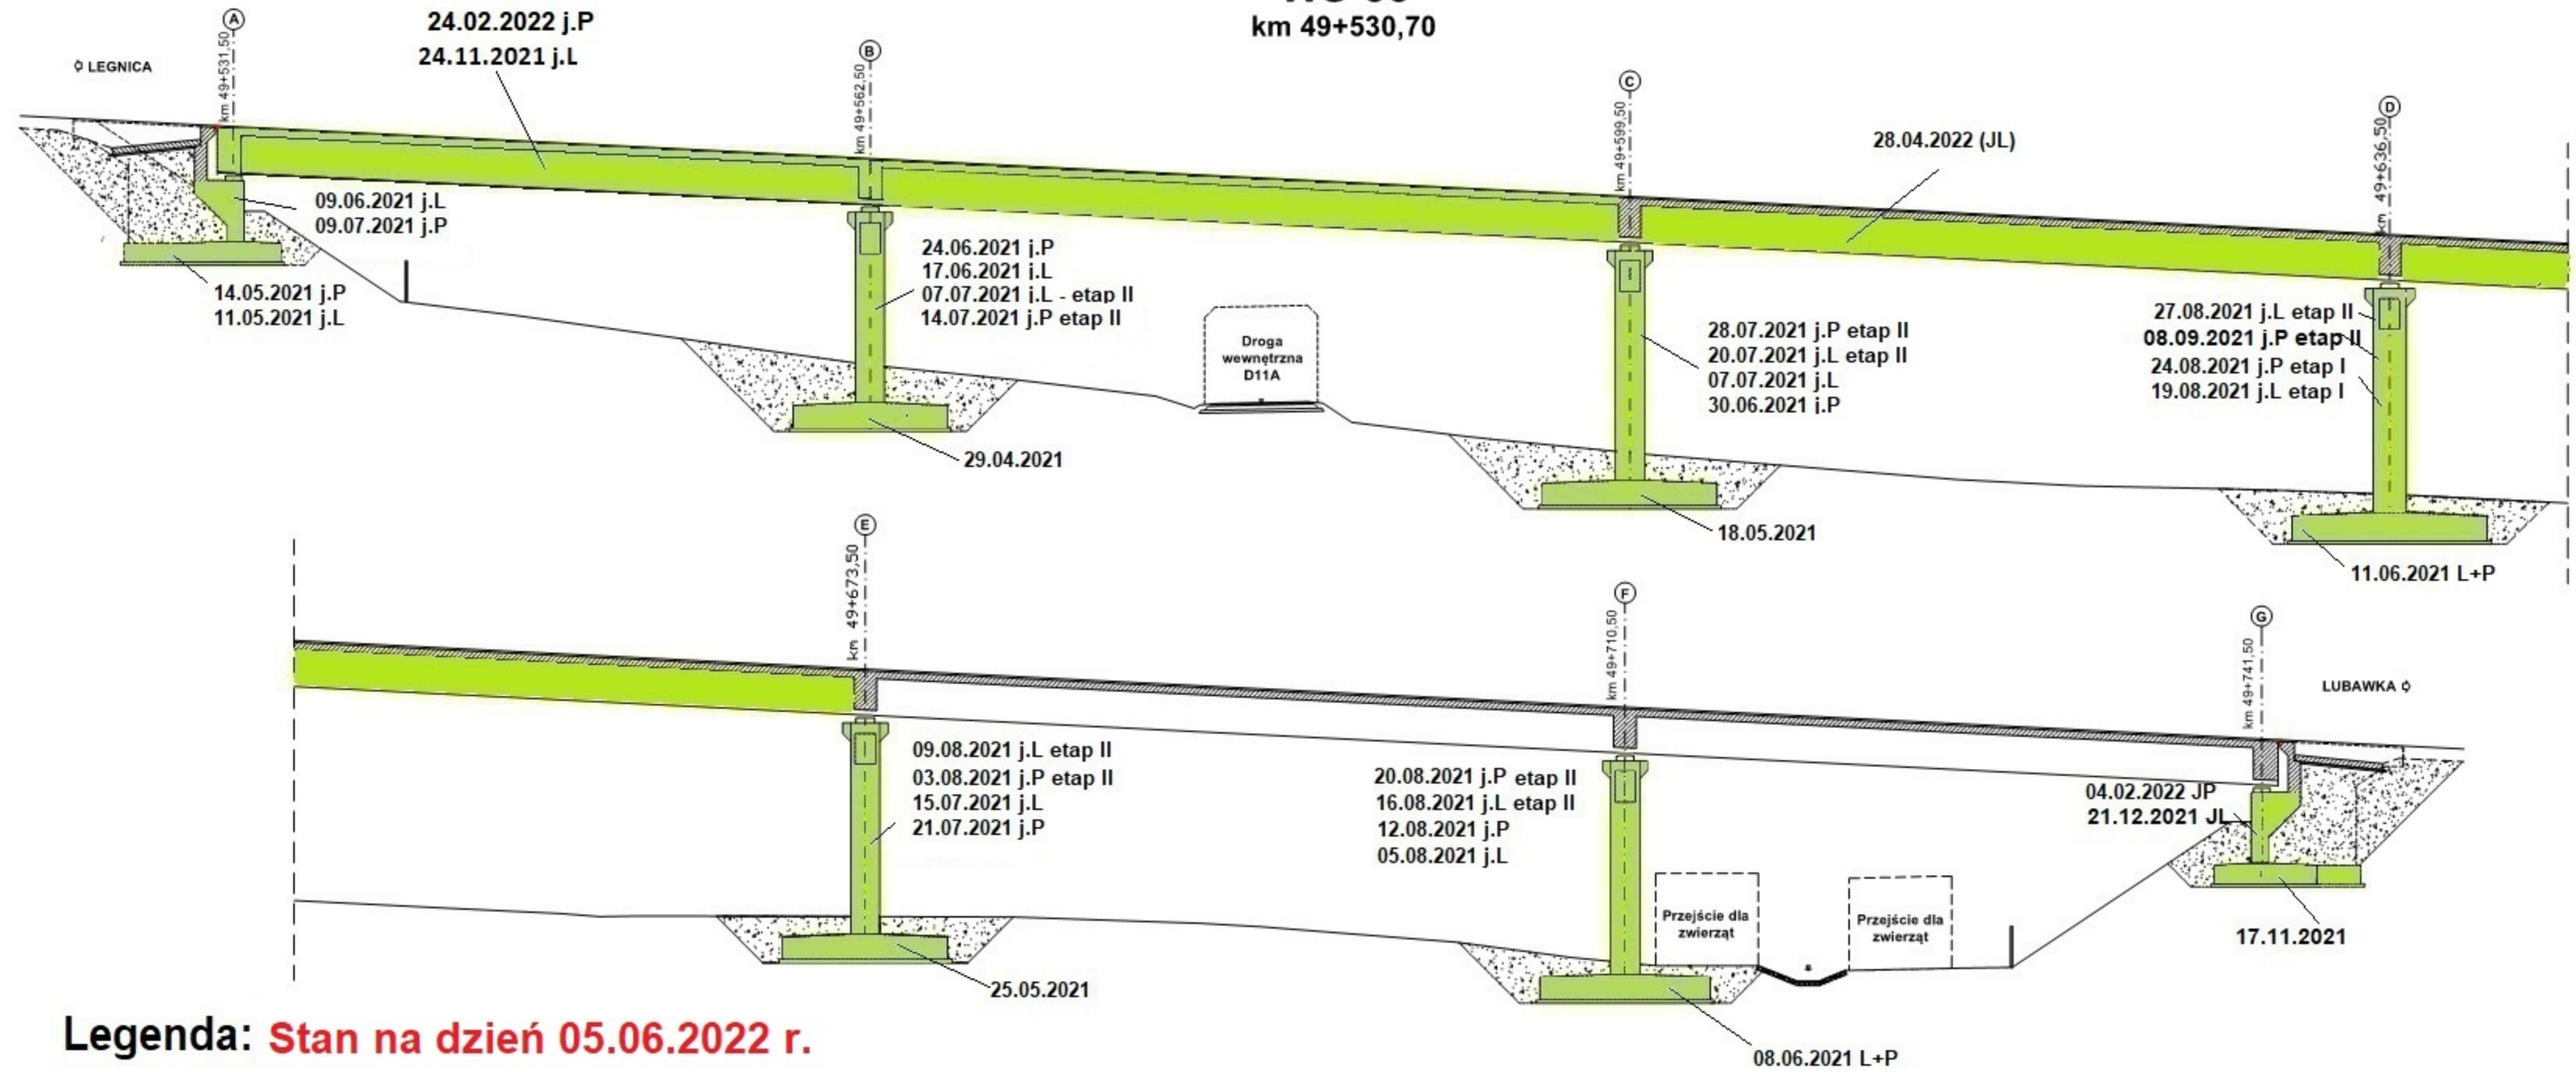 km 49+530,70
LEGNICA
A
km 49+531,50
24.02.2022 j.P
24.11.2021 j.L
B
km 49+562,50
C
km 49+599,50
28.04.2022 (JL)
D
km 49+636,50
09.06.2021 j.L
09.07.2021 j.P
14.05.2021 j.P
11.05.2021 j.L
24.06.2021 j.P
17.06.2021 j.L
07.07.2021 j.L - etap II
14.07.2021 j.P etap II
29.04.2021
Droga
wewnętrzna
D11A
28.07.2021 j.P etap II
20.07.2021 j.L etap II
07.07.2021 j.L
30.06.2021 j.P
18.05.2021
27.08.2021 j.L etap II
08.09.2021 j.P etap II
24.08.2021 j.P etap I
19.08.2021 j.L etap I
11.06.2021 L+P
E
km 49+673,50
F
km 49+710,50
G
km 49+741,50
LUBAWKA
09.08.2021 j.L etap II
03.08.2021 j.P etap II
15.07.2021 j.L
21.07.2021 j.P
25.05.2021
20.08.2021 j.P etap II
16.08.2021 j.L etap II
12.08.2021 j.P
05.08.2021 j.L
Przejście dla
zwierząt
Przejście dla
zwierząt
08.06.2021 L+P
04.02.2022 JP
21.12.2021 JL
17.11.2021
Legenda: Stan na dzień 05.06.2022 r.